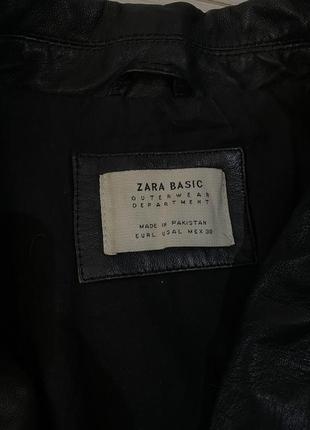 ZARA BASIC
OUTERWEAR
DEPARTMENT
MADE IN PAKISTAN
EUR L USA L MEX 30